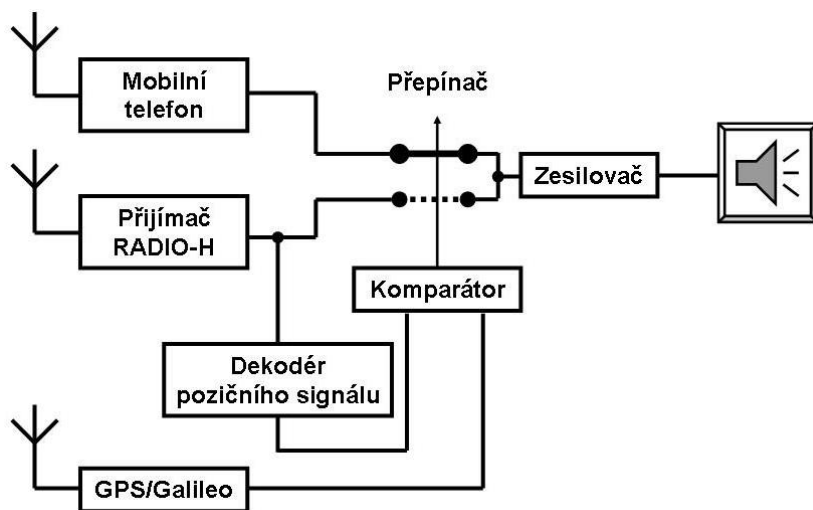 Mobilní
telefon
Přepínač
Zesilovač
Přijímač
RADIO-H
Komparátor
Dekodér
pozičního signálu
GPS/Galileo